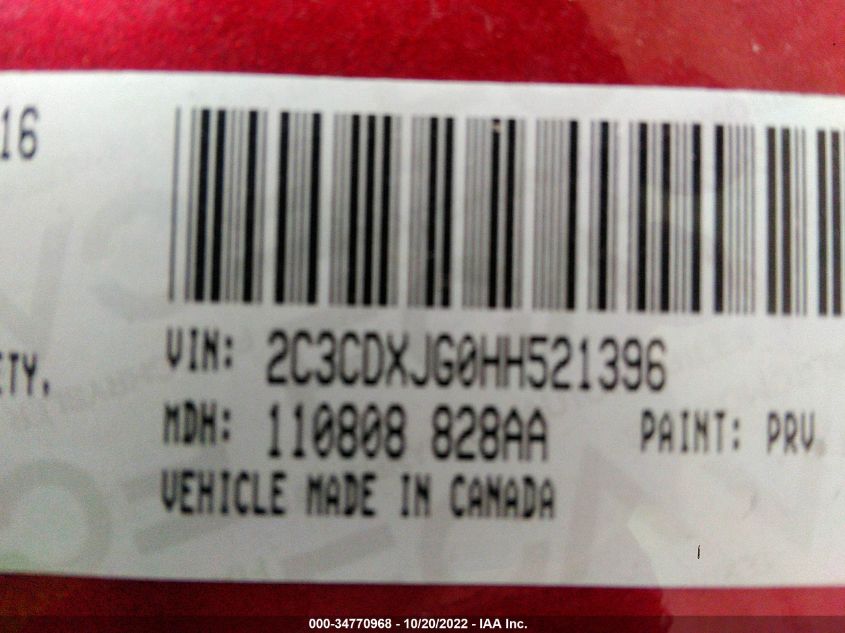 16
ETY.
VIN: 2C3CDXJG0HH521396
MDH: 110808 828AA PAINT: PRV
VEHICLE MADE IN CANADA
000-34770968 - 10/20/2022 - IAA Inc.